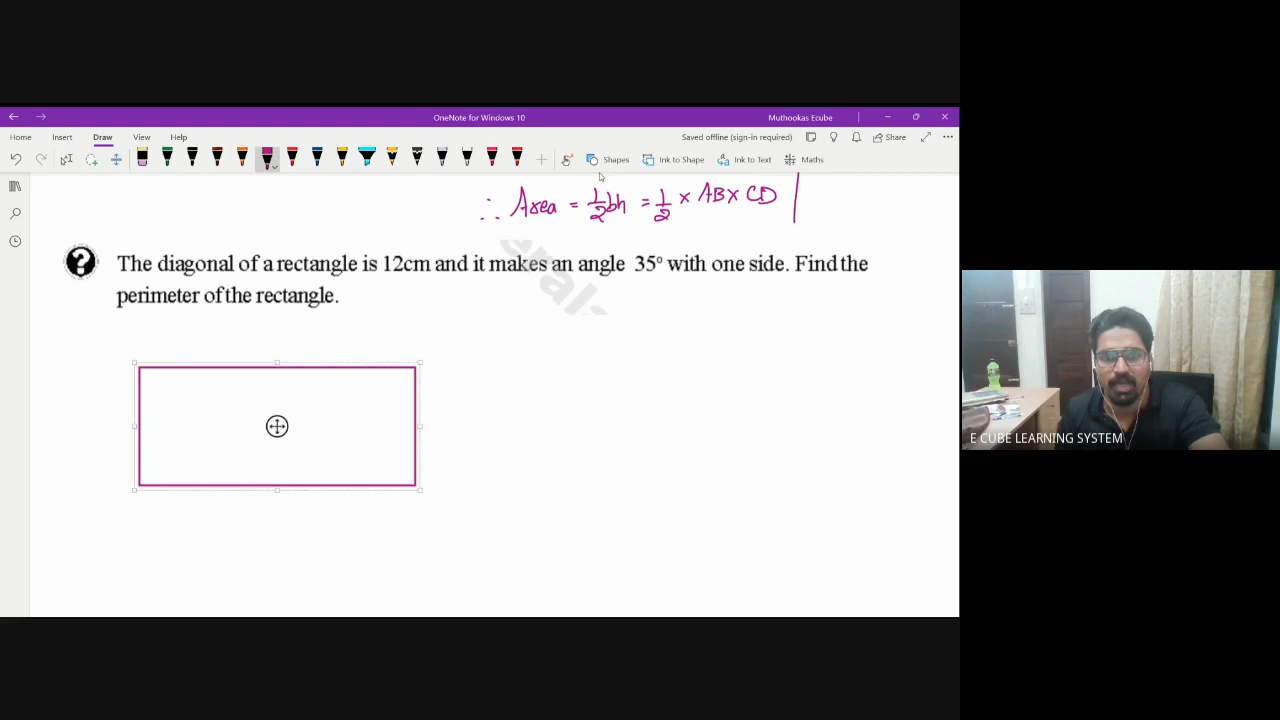 OneNote for Windows 10
Muthookas Ecube
Home Insert Draw View Help
Saved offline (sign-in required)
Share
Shapes
Ink to Shape
Ink to Text
Maths
∴ Area = 1/2 bh = 1/2 × AB × CD
The diagonal of a rectangle is 12cm and it makes an angle 35° with one side. Find the
perimeter of the rectangle.
E CUBE LEARNING SYSTEM